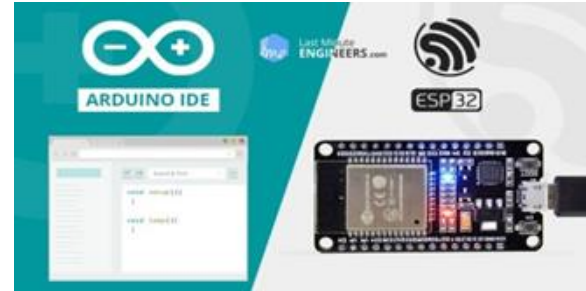 Last Minute
ENGINEERS.com
ARDUINO IDE
ESP32
void setup(){
}
void loop(){
}